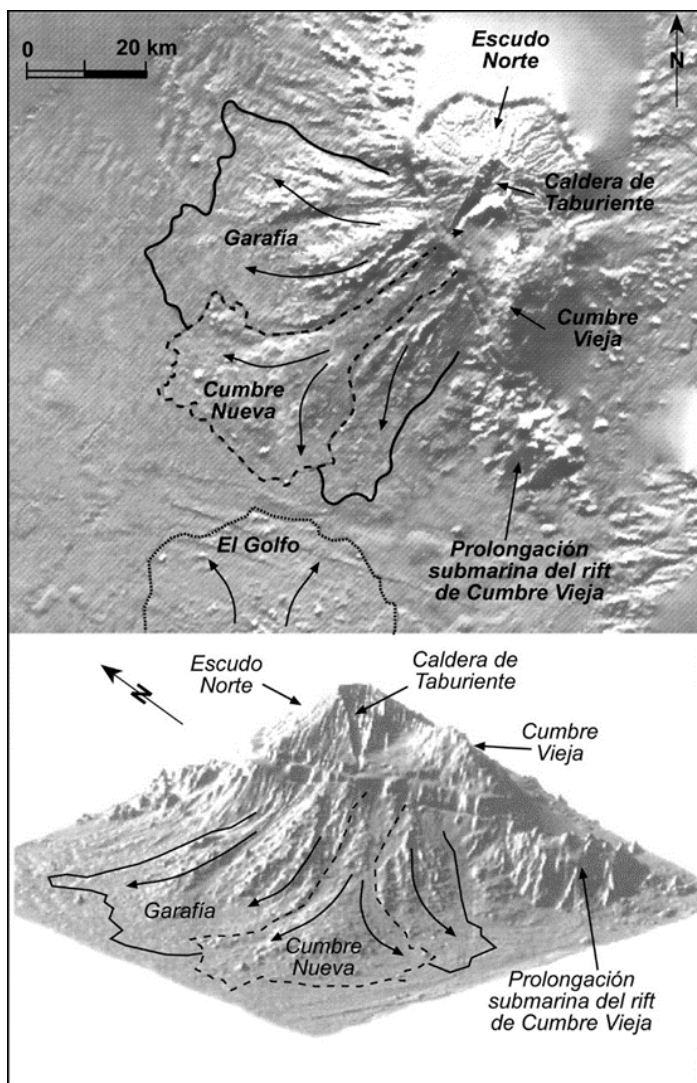 0 20 km
Escudo
Norte
N
Caldera de
Taburiente
Garafía
Cumbre
Vieja
Cumbre
Nueva
El Golfo
Prolongación
submarina del rift
de Cumbre Vieja
N
Escudo
Norte
Caldera de
Taburiente
Cumbre
Vieja
Garafía
Cumbre
Nueva
Prolongación
submarina del rift
de Cumbre Vieja